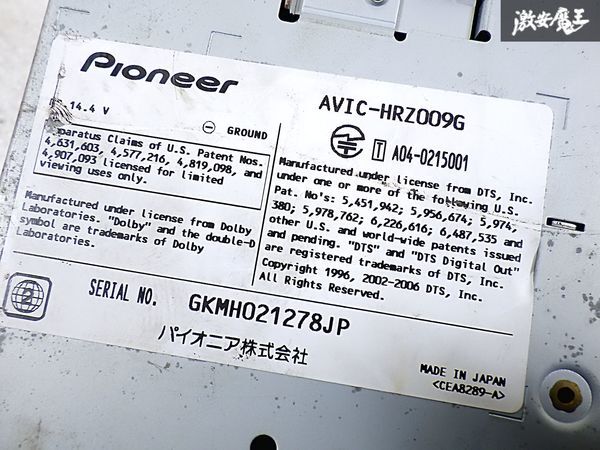 激安魔王
Pioneer
14.4 V
GROUND
Apparatus Claims of U.S. Patent Nos.
4,631,603, 4,577,216, 4,819,098, and
4,907,093 licensed for limited
viewing uses only.
Manufactured under license from Dolby
Laboratories. "Dolby" and the double-D
symbol are trademarks of Dolby
Laboratories.
AVIC-HRZ009G
T A04-0215001
Manufactured under license from DTS, Inc.
under one or more of the following U.S.
Pat. No's: 5,451,942; 5,956,674; 5,974,
380; 5,978,762; 6,226,616; 6,487,535 and
other U.S. and world-wide patents issued
and pending. "DTS" and "DTS Digital Out"
are registered trademarks of DTS, Inc.
Copyright 1996, 2002-2006 DTS, Inc.
All Rights Reserved.
2
SERIAL NO. GKMH021278JP
パイオニア株式会社
MADE IN JAPAN
<CEA8289-A>